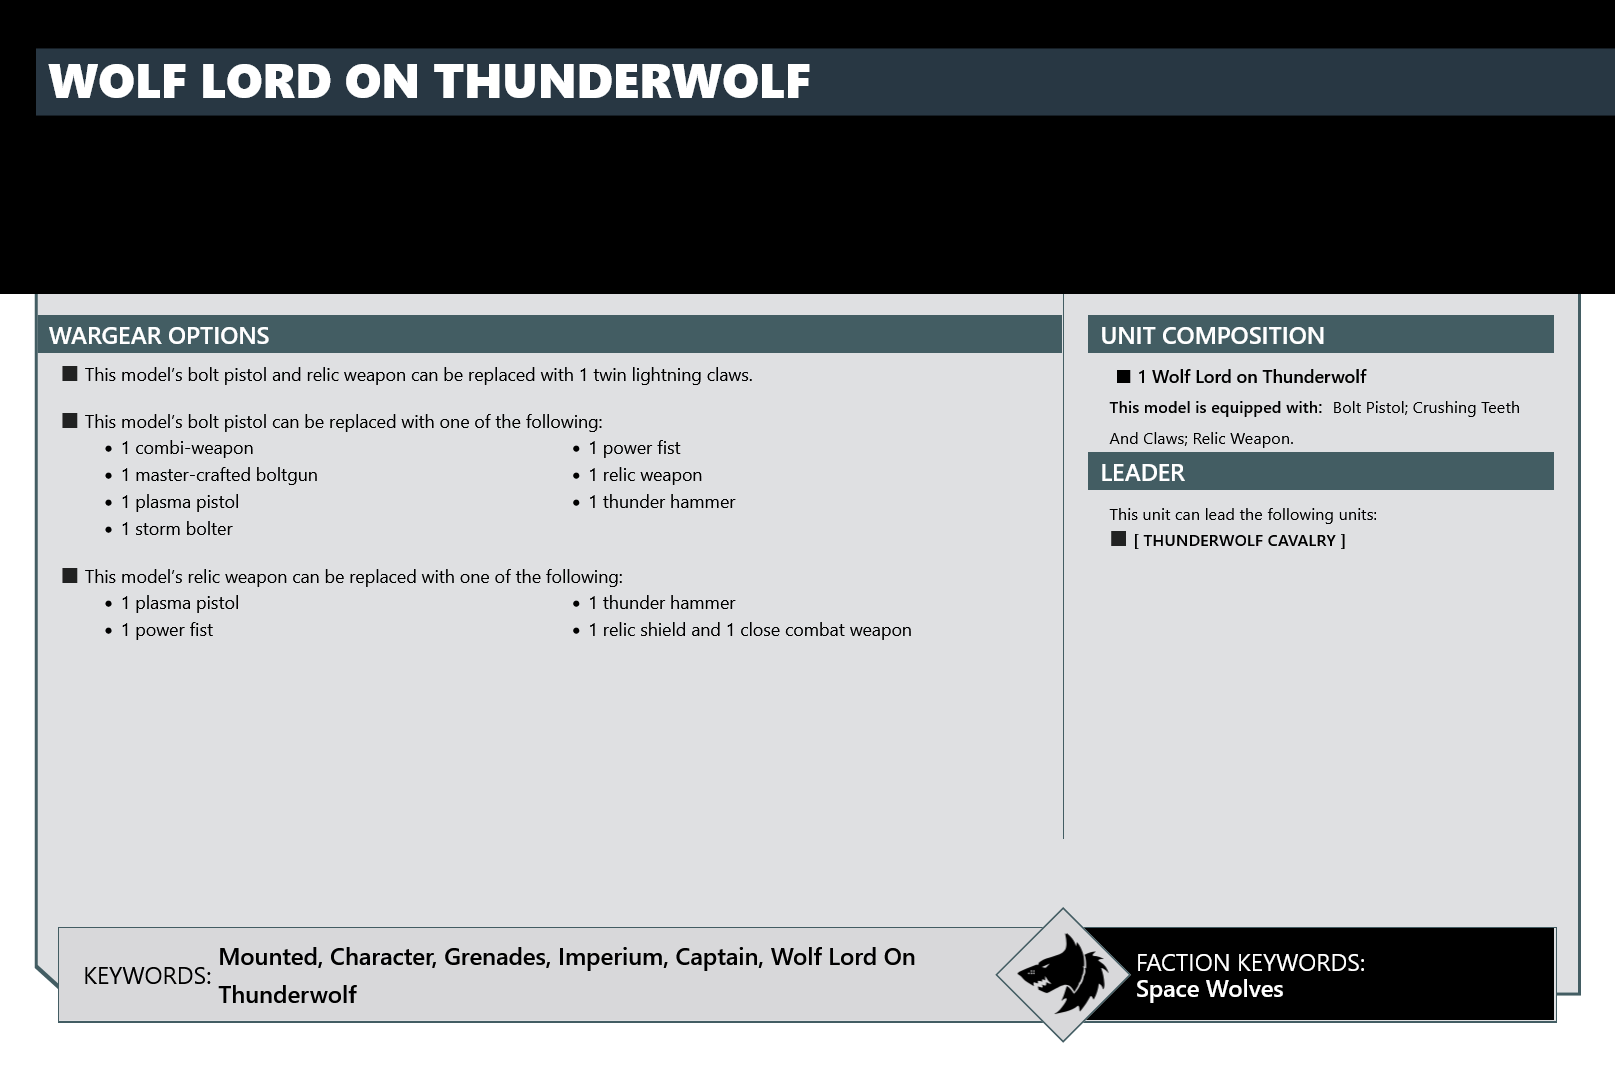 WOLF LORD ON THUNDERWOLF
WARGEAR OPTIONS
This model’s bolt pistol and relic weapon can be replaced with 1 twin lightning claws.
This model’s bolt pistol can be replaced with one of the following:
1 combi-weapon
1 master-crafted boltgun
1 plasma pistol
1 storm bolter
1 power fist
1 relic weapon
1 thunder hammer
This model’s relic weapon can be replaced with one of the following:
1 plasma pistol
1 power fist
1 thunder hammer
1 relic shield and 1 close combat weapon
UNIT COMPOSITION
1 Wolf Lord on Thunderwolf
This model is equipped with: Bolt Pistol; Crushing Teeth
And Claws; Relic Weapon.
LEADER
This unit can lead the following units:
[ THUNDERWOLF CAVALRY ]
KEYWORDS:
Mounted, Character, Grenades, Imperium, Captain, Wolf Lord On
Thunderwolf
FACTION KEYWORDS:
Space Wolves